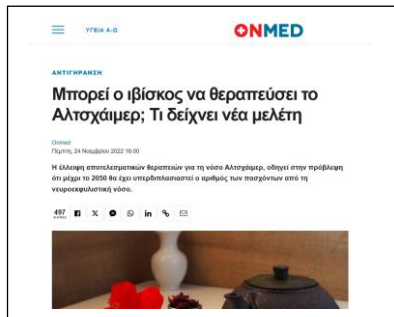 ΥΓΕΙΑ Α-Ω
ONMED
ΑΝΤΙΓΗΡΑΝΣΗ
Μπορεί ο ιβίσκος να θεραπεύσει το
Αλτσχάιμερ; Τι δείχνει νέα μελέτη
Onmed
Πέμπτη, 24 Νοεμβρίου 2022 16:00
Η έλλειψη αποτελεσματικών θεραπειών για τη νόσο Αλτσχάιμερ, οδηγεί στην πρόβλεψη
ότι μέχρι το 2050 θα έχει υπερδιπλασιαστεί ο αριθμός των πασχόντων από τη
νευροεκφυλιστική νόσο.
497